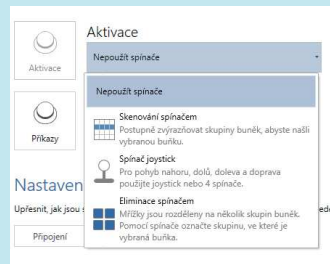 Aktivace
Aktivace
Nepoužít spínače
Nepoužít spínače
Skenování spínačem
Postupné zvýrazňovat skupiny buněk, abyste našli
vybranou buňku.
Příkazy
Spínač joystick
Pro pohyb nahoru, dolů, doleva a doprava
použijte joystick nebo 4 spínače.
Eliminace spínačem
Mřížky jsou rozděleny na několik skupin buněk.
Pomocí spínače označte skupinu, ve které je
vybraná buňka.
Nastaven
Upřesnit, jak jsou
Připojení